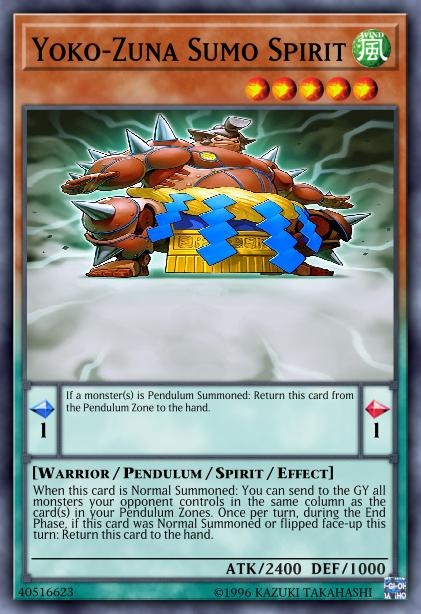 YOKO-ZUNA SUMO SPIRIT
WIND
風
If a monster(s) is Pendulum Summoned: Return this card from
the Pendulum Zone to the hand.
1
1
[WARRIOR / PENDULUM / SPIRIT / EFFECT]
When this card is Normal Summoned: You can send to the GY all
monsters your opponent controls in the same column as the
card(s) in your Pendulum Zones. Once per turn, during the End
Phase, if this card was Normal Summoned or flipped face-up this
turn: Return this card to the hand.
ATK/2400 DEF/1000
40516623
©1996 KAZUKI TAKAHASHI